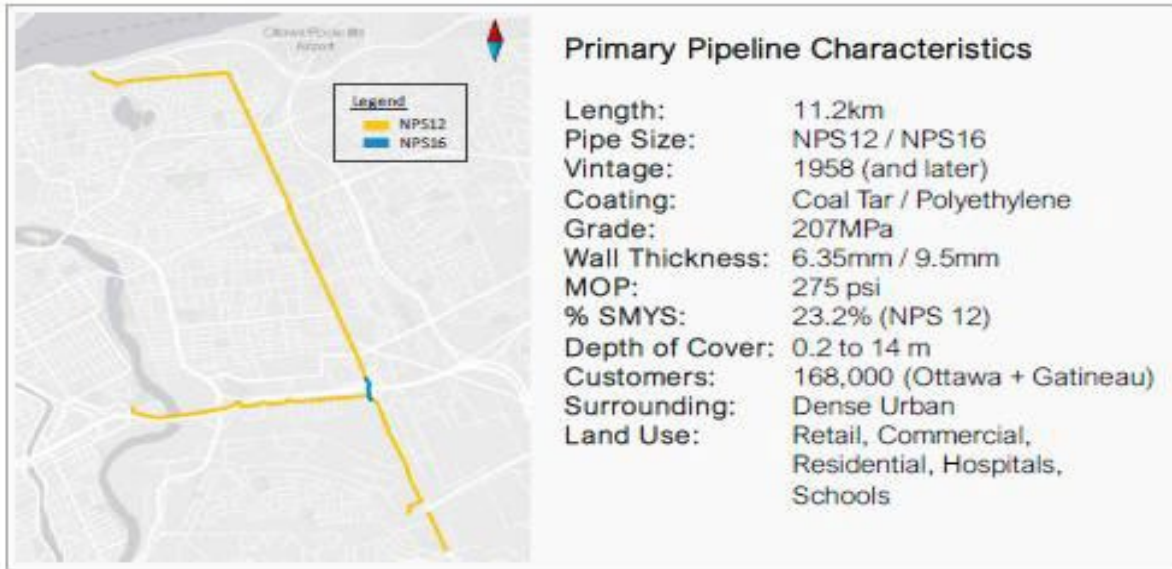 Airport
Legend
NPS12
NPS16
Primary Pipeline Characteristics
Length: 11.2km
Pipe Size: NPS12 / NPS16
Vintage: 1958 (and later)
Coating: Coal Tar / Polyethylene
Grade: 207MPa
Wall Thickness: 6.35mm / 9.5mm
MOP: 275 psi
% SMYS: 23.2% (NPS 12)
Depth of Cover: 0.2 to 14 m
Customers: 168,000 (Ottawa + Gatineau)
Surrounding: Dense Urban
Land Use: Retail, Commercial,
Residential, Hospitals,
Schools